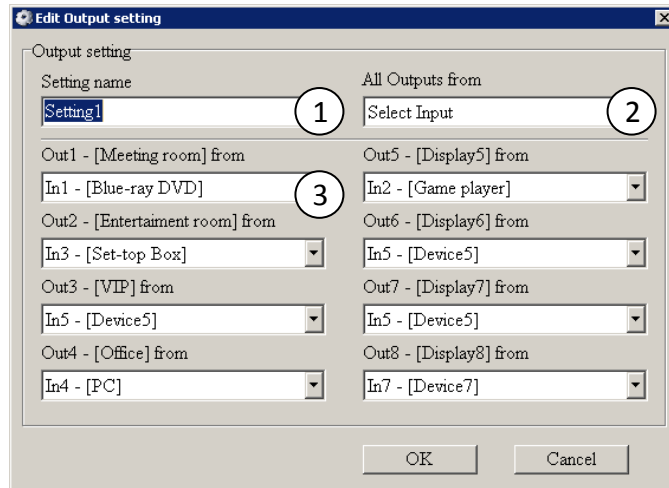 Edit Output setting
Output setting
Setting name
All Outputs from
Setting1
1
Select Input
2
Out1 - [Meeting room] from
Out5 - [Display5] from
In1 - [Blue-ray DVD]
3
In2 - [Game player]
Out2 - [Entertaiment room] from
Out6 - [Display6] from
In3 - [Set-top Box]
In5 - [Device5]
Out3 - [VIP] from
Out7 - [Display7] from
In5 - [Device5]
In5 - [Device5]
Out4 - [Office] from
Out8 - [Display8] from
In4 - [PC]
In7 - [Device7]
OK
Cancel